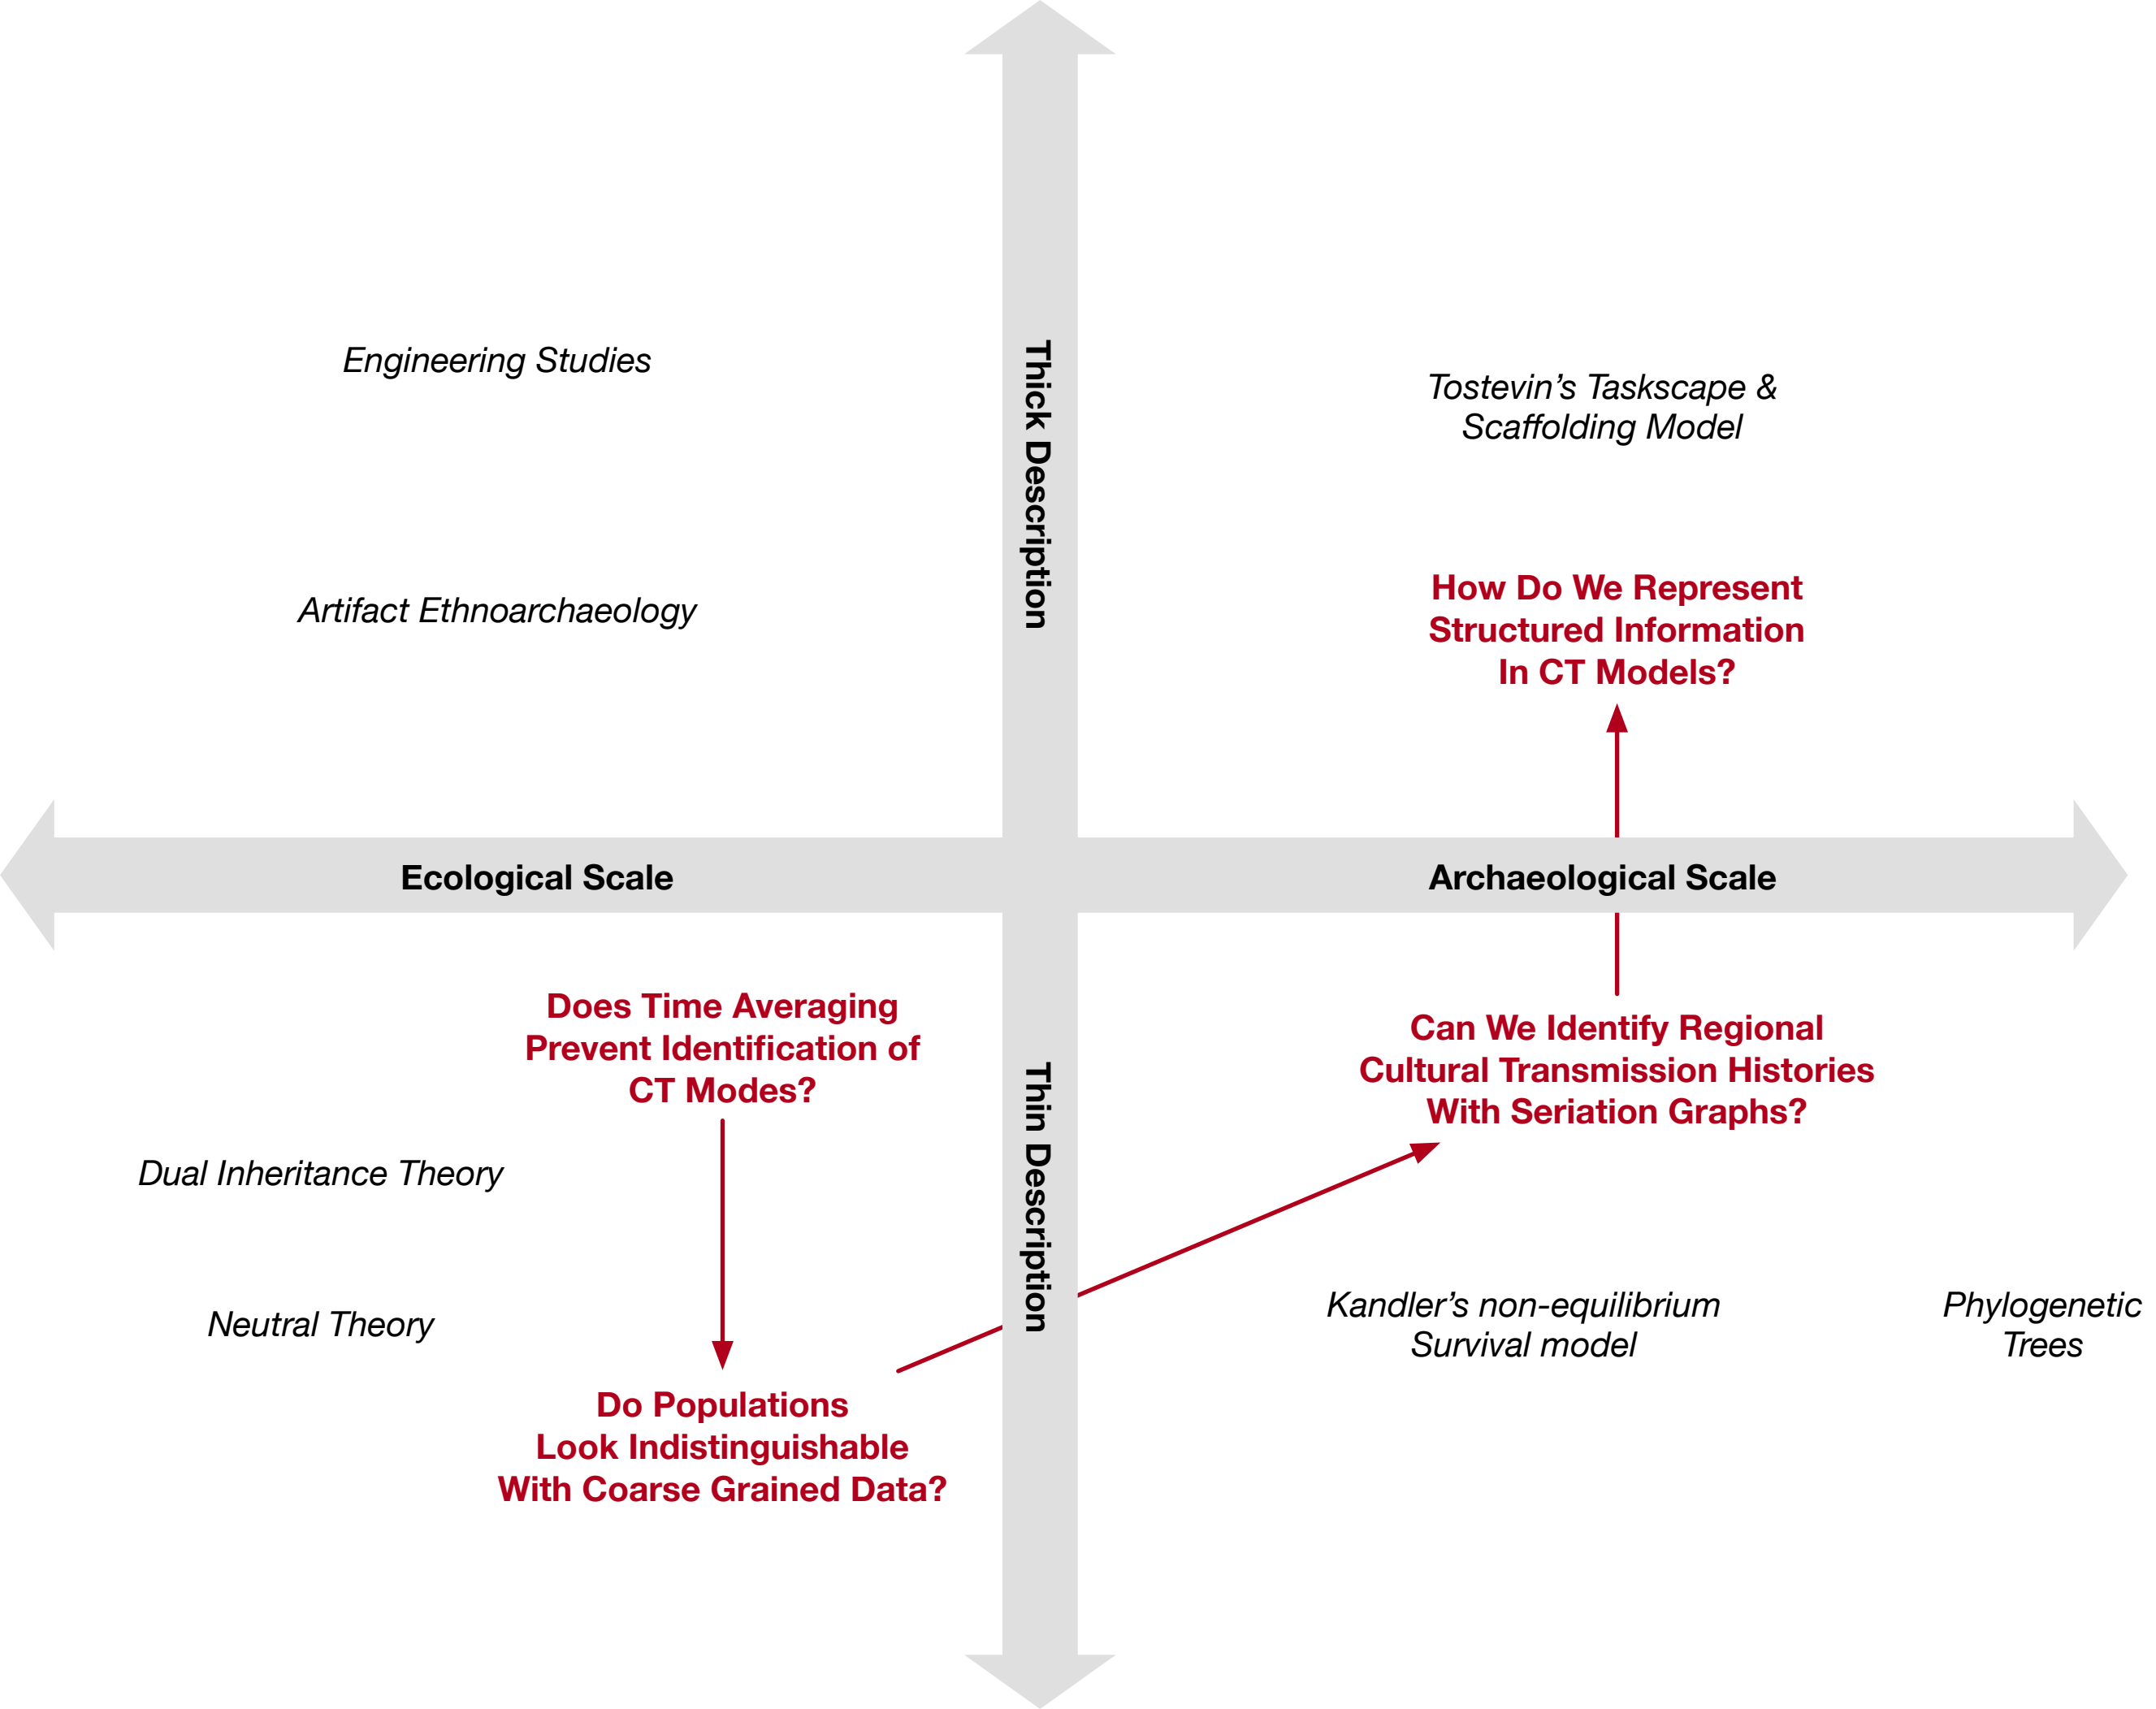 Engineering Studies
Artifact Ethnoarchaeology
Thick Description
Tostevin’s Taskscape &
Scaffolding Model
How Do We Represent
Structured Information
In CT Models?
Ecological Scale
Archaeological Scale
Does Time Averaging
Prevent Identification of
CT Modes?
Dual Inheritance Theory
Neutral Theory
Do Populations
Look Indistinguishable
With Coarse Grained Data?
Thin Description
Can We Identify Regional
Cultural Transmission Histories
With Seriation Graphs?
Kandler’s non-equilibrium
Survival model
Phylogenetic
Trees